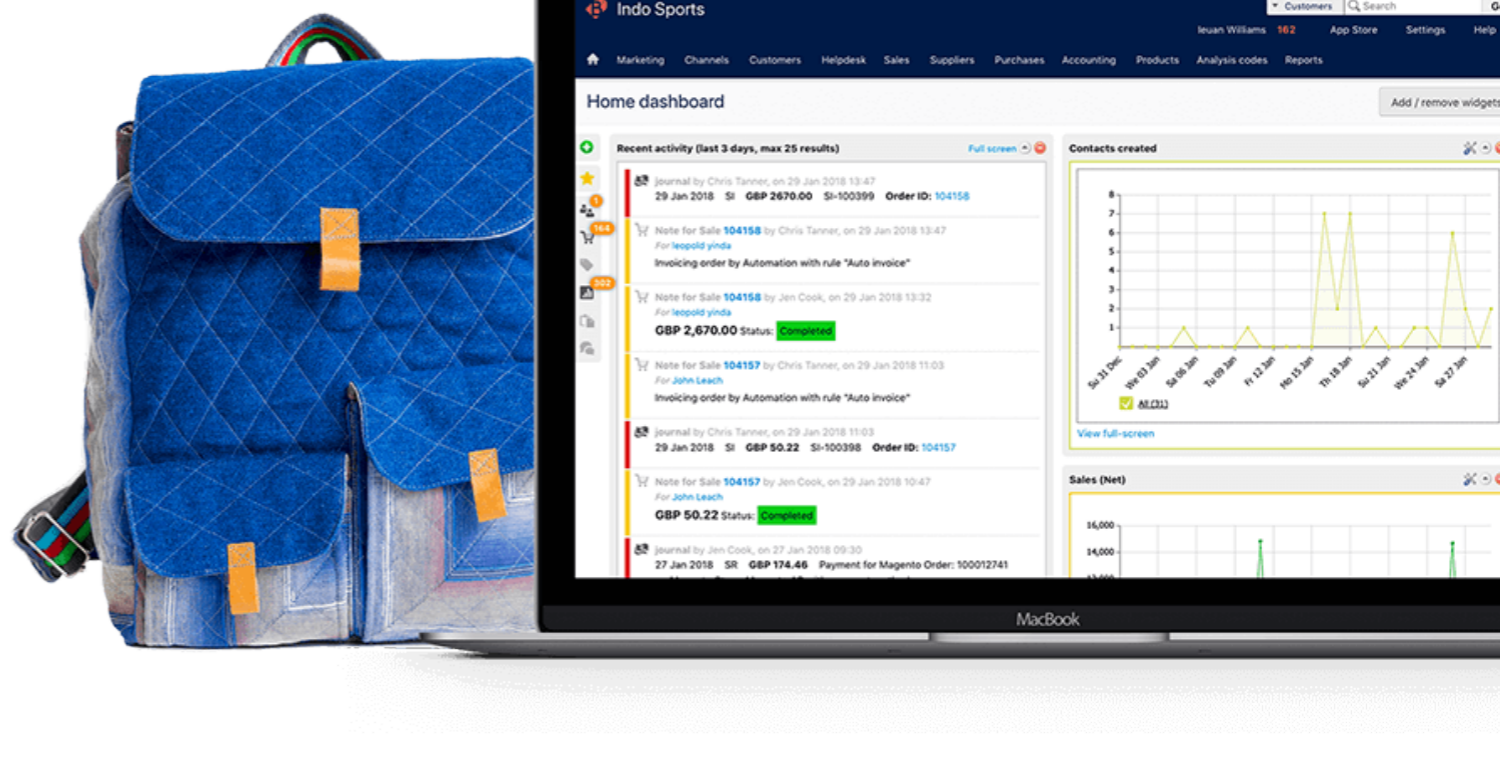 Indo Sports
Customers Search
Ieuan Williams 162 App Store Settings Help
Marketing Channels Customers Helpdesk Sales Suppliers Purchases Accounting Products Analysis codes Reports
Home dashboard
Add / remove widgets
Recent activity (last 3 days, max 25 results) Full screen
journal by Chris Tanner, on 29 Jan 2018 13:47
29 Jan 2018 SI GBP 2670.00 SI-100399 Order ID: 104158
1
164
302
Note for Sale 104158 by Chris Tanner, on 29 Jan 2018 13:47
For leopold yinda
Invoicing order by Automation with rule "Auto invoice"
Note for Sale 104158 by Jen Cook, on 29 Jan 2018 13:32
For leopold yinda
GBP 2,670.00 Status: Completed
Note for Sale 104157 by Chris Tanner, on 29 Jan 2018 11:03
For John Leach
Invoicing order by Automation with rule "Auto invoice"
journal by Chris Tanner, on 29 Jan 2018 11:03
29 Jan 2018 SI GBP 50.22 SI-100398 Order ID: 104157
Note for Sale 104157 by Jen Cook, on 29 Jan 2018 10:47
For John Leach
GBP 50.22 Status: Completed
journal by Jen Cook, on 27 Jan 2018 09:30
27 Jan 2018 SR GBP 174.46 Payment for Magento Order: 100012741
Contacts created
8
7
6
5
4
3
2
1
Su 31 Dec
We 03 Jan
Sa 06 Jan
Tu 09 Jan
Fr 12 Jan
Mo 15 Jan
Th 18 Jan
Su 21 Jan
We 24 Jan
Sa 27 Jan
All (31)
View full-screen
Sales (Net)
16,000
14,000
MacBook